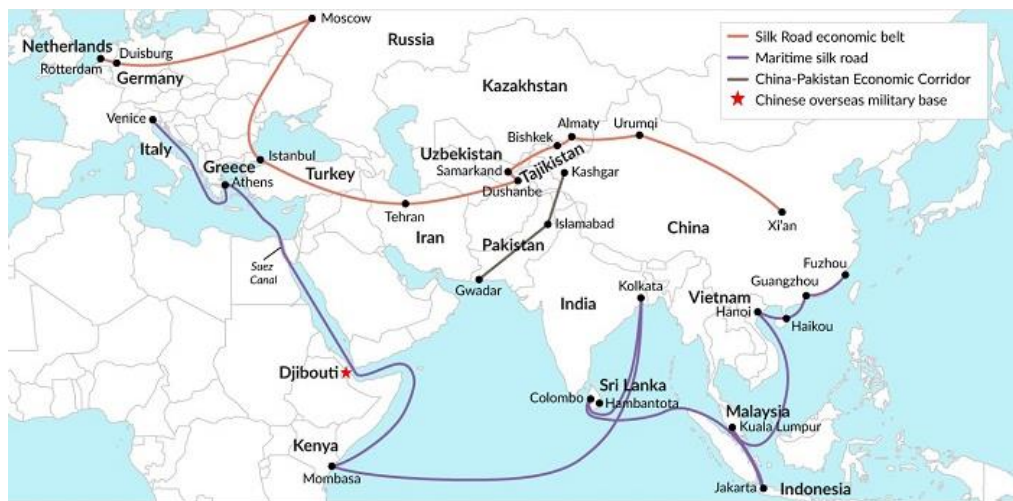 Moscow
Silk Road economic belt
Maritime silk road
China-Pakistan Economic Corridor
Chinese overseas military base
Russia
Netherlands
Duisburg
Rotterdam
Germany
Kazakhstan
Venice
Italy
Almaty
Urumqi
Bishkek
Uzbekistan
Samarkand
Tajikistan
Dushanbe
Kashgar
Istanbul
Greece
Turkey
Athens
Tehran
Iran
Islamabad
Pakistan
China
Xi'an
Suez
Canal
Gwadar
Fuzhou
Guangzhou
Kolkata
India
Vietnam
Hanoi
Haikou
Djibouti
Sri Lanka
Colombo
Hambantota
Malaysia
Kuala Lumpur
Kenya
Mombasa
Jakarta
Indonesia